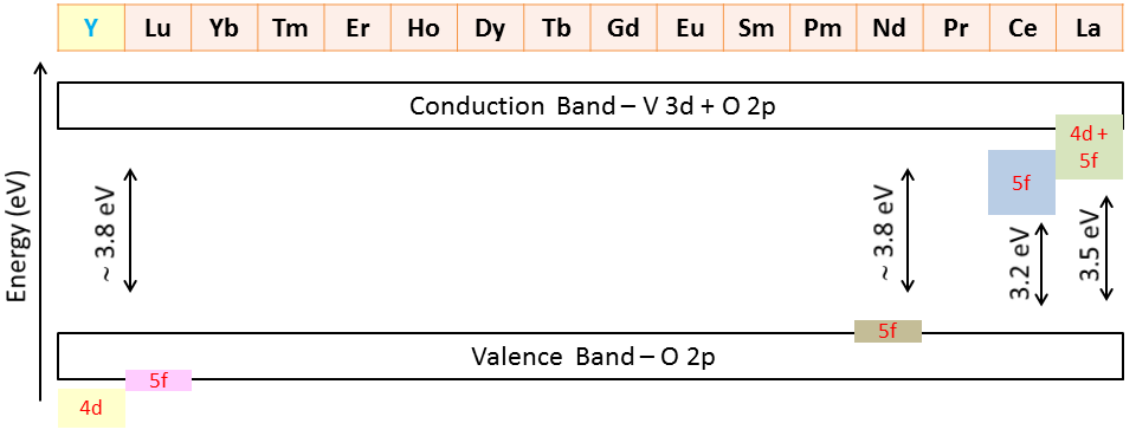 Y Lu Yb Tm Er Ho Dy Tb Gd Eu Sm Pm Nd Pr Ce La
Conduction Band – V 3d + O 2p
4d +
5f
5f
Energy (eV)
~ 3.8 eV
~ 3.8 eV
3.2 eV
3.5 eV
5f
Valence Band – O 2p
5f
4d